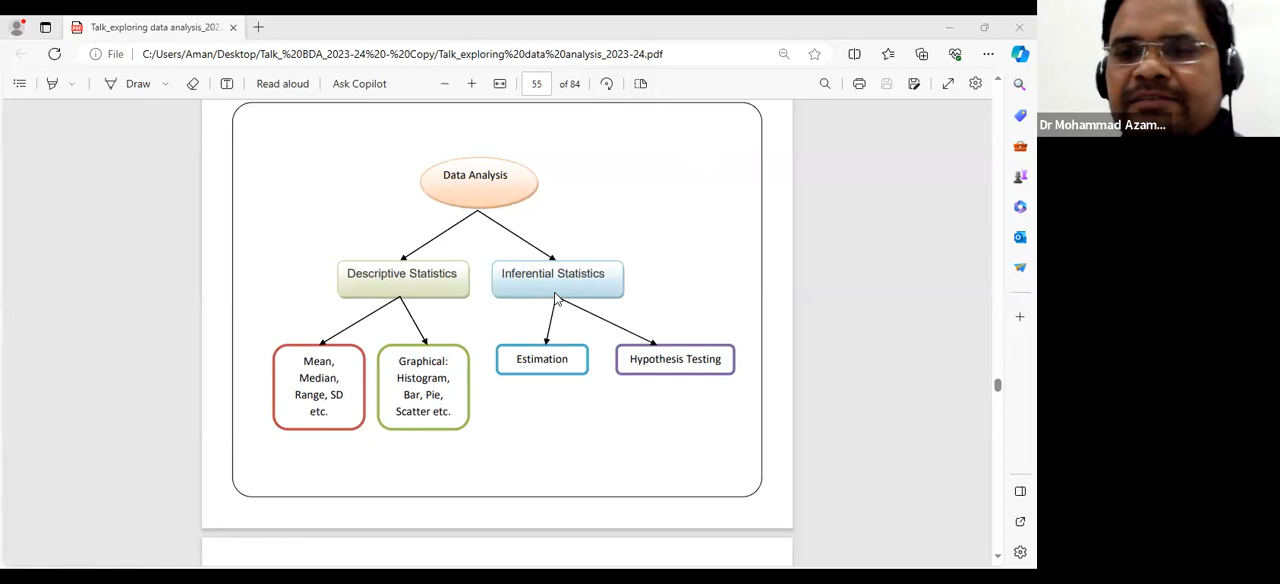 Talk_exploring data analysis_202
File
C:/Users/Aman/Desktop/Talk_%20BDA_2023-24%20-%20Copy/Talk_exploring%20data%20analysis_2023-24.pdf
Draw
Read aloud
Ask Copilot
55
of 84
Dr Mohammad Azam...
Data Analysis
Descriptive Statistics
Inferential Statistics
Mean,
Median,
Range, SD
etc.
Graphical:
Histogram,
Bar, Pie,
Scatter etc.
Estimation
Hypothesis Testing